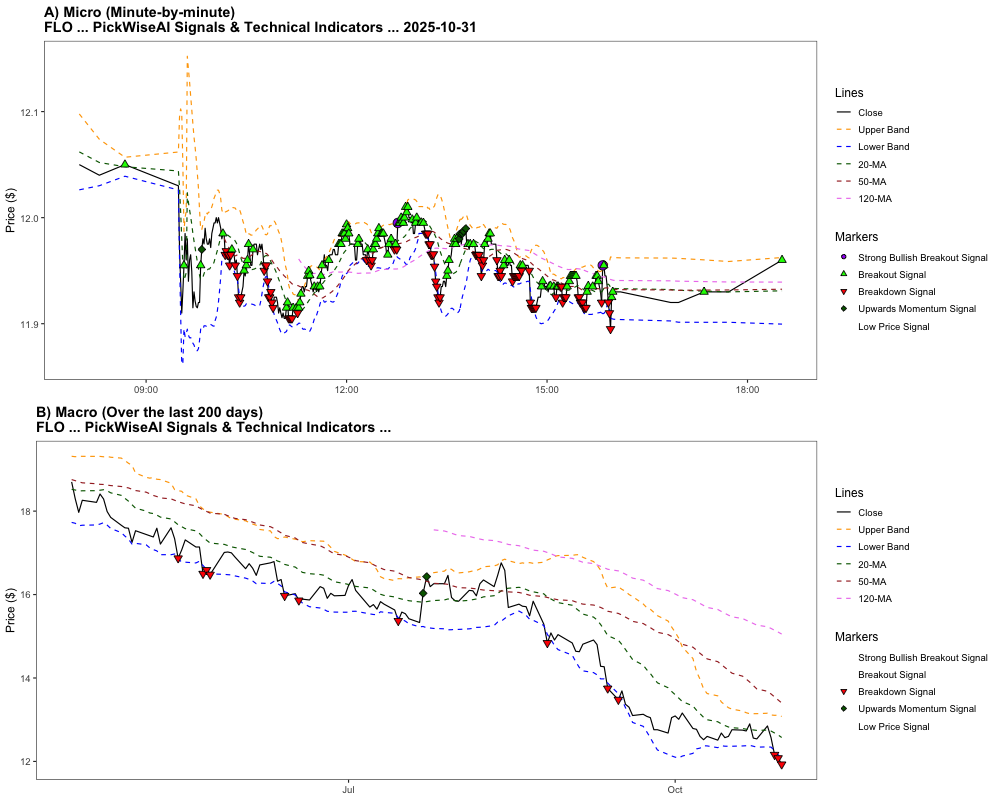 A) Micro (Minute-by-minute)
FLO ... PickWiseAI Signals & Technical Indicators ... 2025-10-31
Price ($)
12.1
12.0
11.9
09:00
12:00
15:00
18:00
Lines
Close
Upper Band
Lower Band
20-MA
50-MA
120-MA
Markers
Strong Bullish Breakout Signal
Breakout Signal
Breakdown Signal
Upwards Momentum Signal
Low Price Signal
B) Macro (Over the last 200 days)
FLO ... PickWiseAI Signals & Technical Indicators ...
Price ($)
18
16
14
12
Jul
Oct
Lines
Close
Upper Band
Lower Band
20-MA
50-MA
120-MA
Markers
Strong Bullish Breakout Signal
Breakout Signal
Breakdown Signal
Upwards Momentum Signal
Low Price Signal